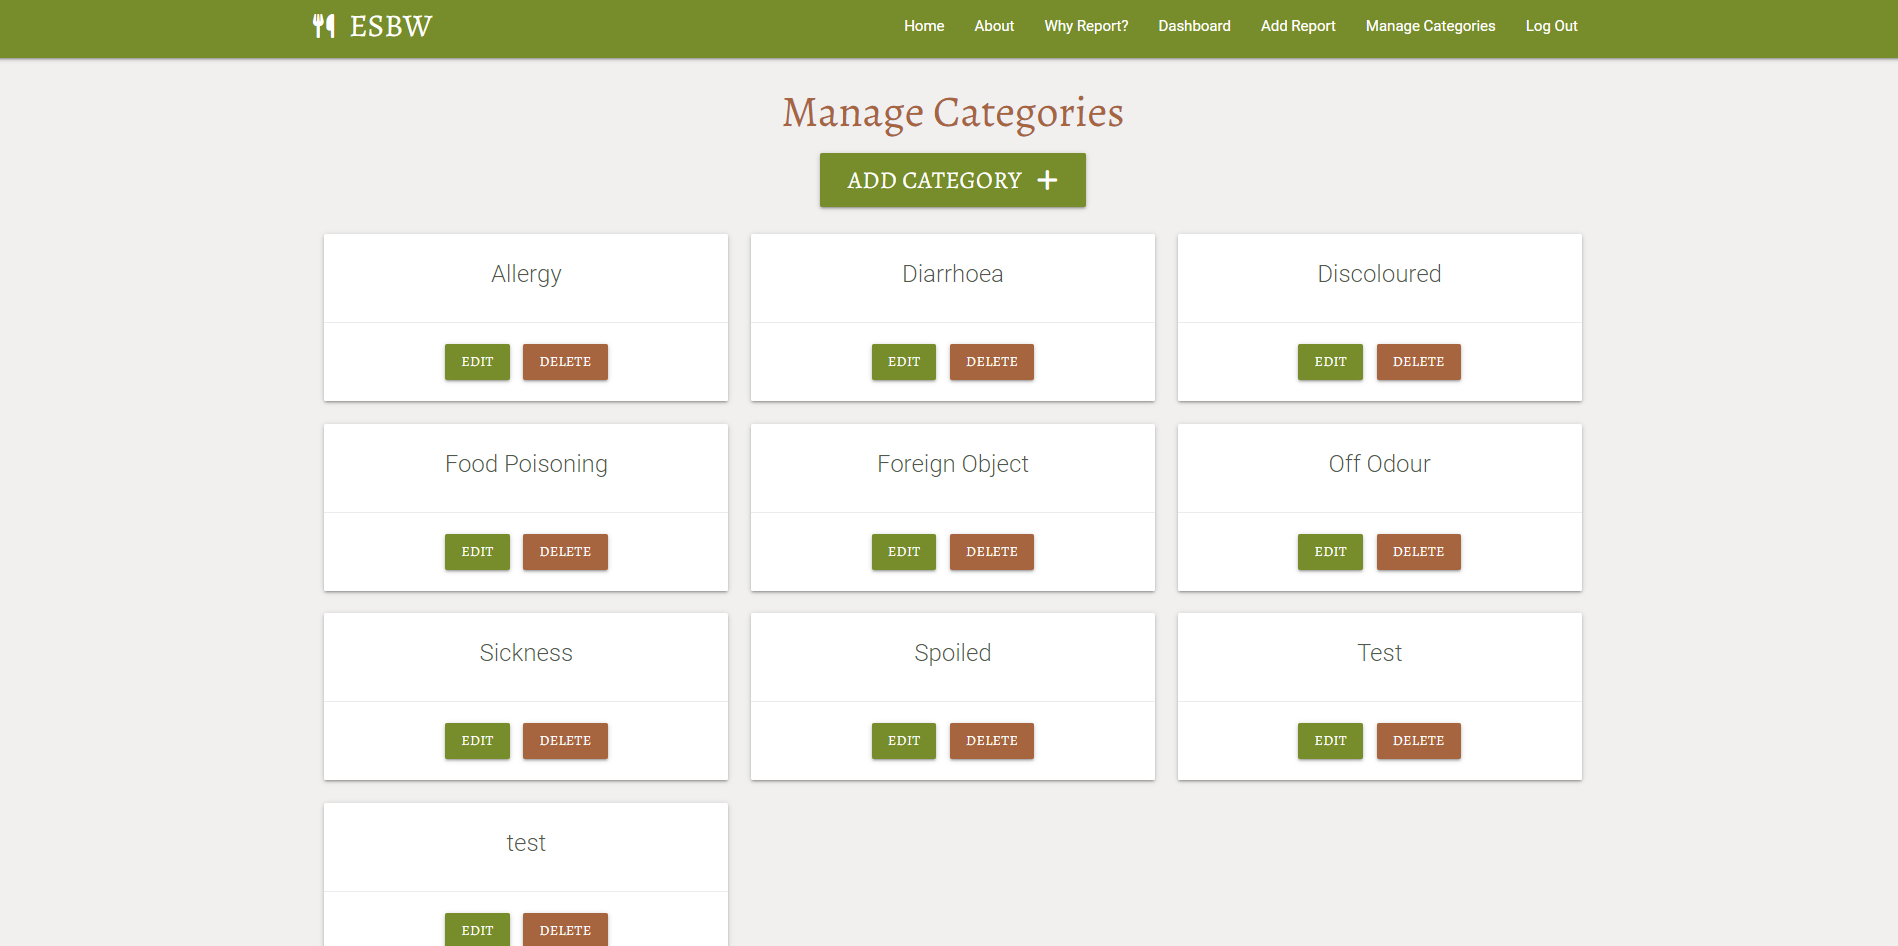 ESBW Home About Why Report? Dashboard Add Report Manage Categories Log Out
Manage Categories
ADD CATEGORY +
Allergy Diarrhoea Discoloured
EDIT DELETE EDIT DELETE EDIT DELETE
Food Poisoning Foreign Object Off Odour
EDIT DELETE EDIT DELETE EDIT DELETE
Sickness Spoiled Test
EDIT DELETE EDIT DELETE EDIT DELETE
test
EDIT DELETE